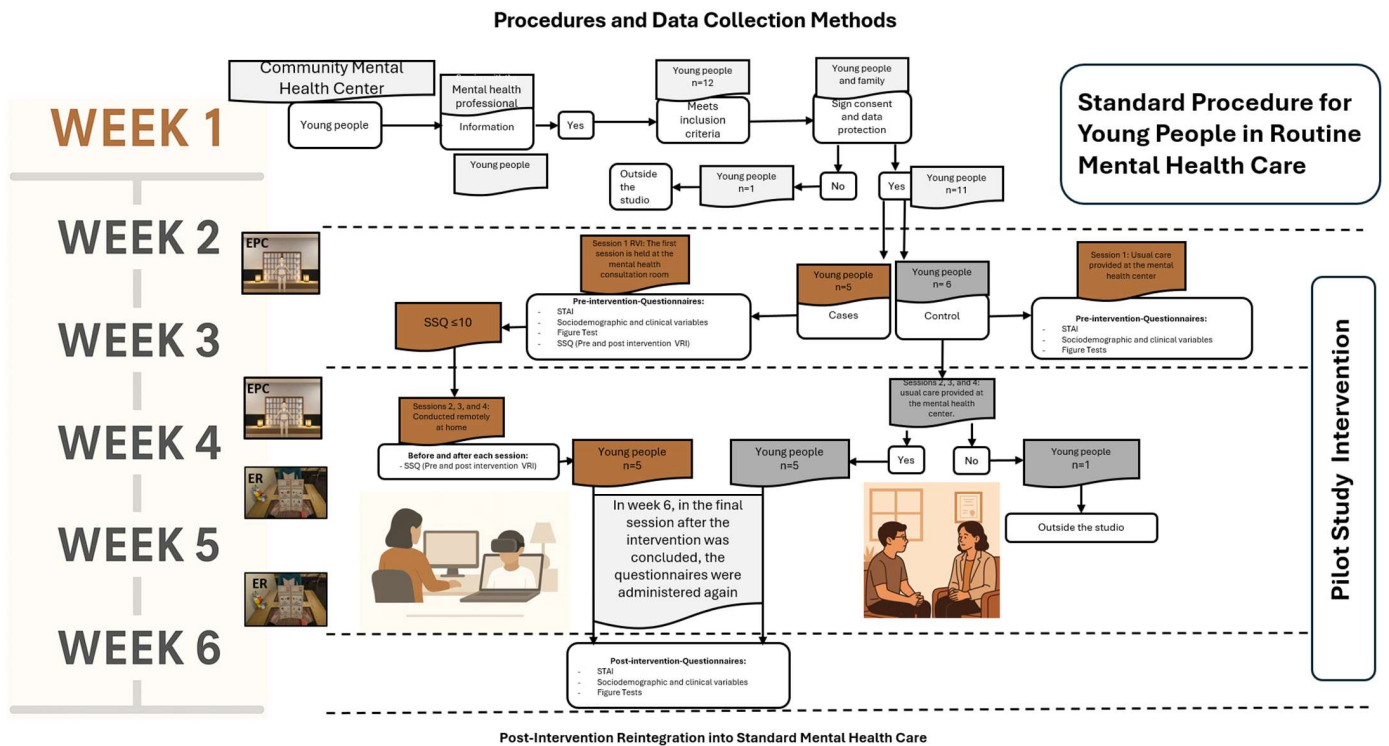 Procedures and Data Collection Methods
WEEK 1
Community Mental
Health Center
Young people
Mental health
professional
Information
Young people
Yes
Young people
n=12
Meets
inclusion
criteria
Young people
and family
Sign consent
and data
protection
Outside
the
studio
Young people
n=1
No
Yes
Young people
n=11
Standard Procedure for
Young People in Routine
Mental Health Care
WEEK 2
EPC
Session 1 RVI: The first
session is held at the
mental health
consultation room
Young people
n=5
Cases
Young people
n= 6
Control
Session 1: Usual care
provided at the mental
health center
Pre-intervention-Questionnaires:
- STAI
- Sociodemographic and clinical variables
- Figure Test
- SSQ (Pre and post intervention VRI)
SSQ ≤10
Pre-intervention-Questionnaires:
- STAI
- Sociodemographic and clinical variables
- Figure Tests
WEEK 3
EPC
WEEK 4
Sessions 2, 3, and 4:
Conducted remotely
at home
Sessions 2, 3, and 4:
usual care provided at
the mental health
center.
Before and after each session:
- SSQ (Pre and post intervention VRI)
Young people
n=5
Young people
n=5
Yes
No
Young people
n=1
Outside the studio
ER
WEEK 5
In week 6, in the final
session after the
intervention was
concluded, the
questionnaires were
administered again
ER
WEEK 6
Post-intervention-Questionnaires:
- STAI
- Sociodemographic and clinical variables
- Figure Tests
Pilot Study Intervention
Post-Intervention Reintegration into Standard Mental Health Care